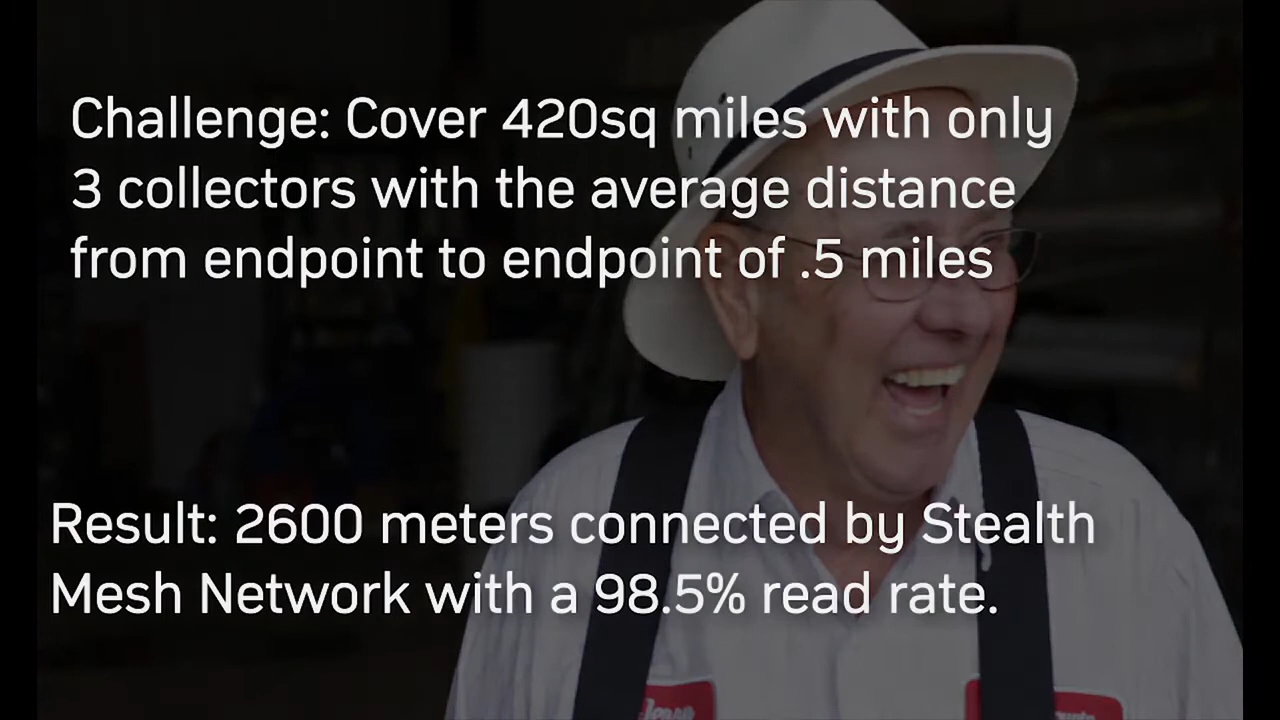 Challenge: Cover 420sq miles with only
3 collectors with the average distance
from endpoint to endpoint of .5 miles
Result: 2600 meters connected by Stealth
Mesh Network with a 98.5% read rate.